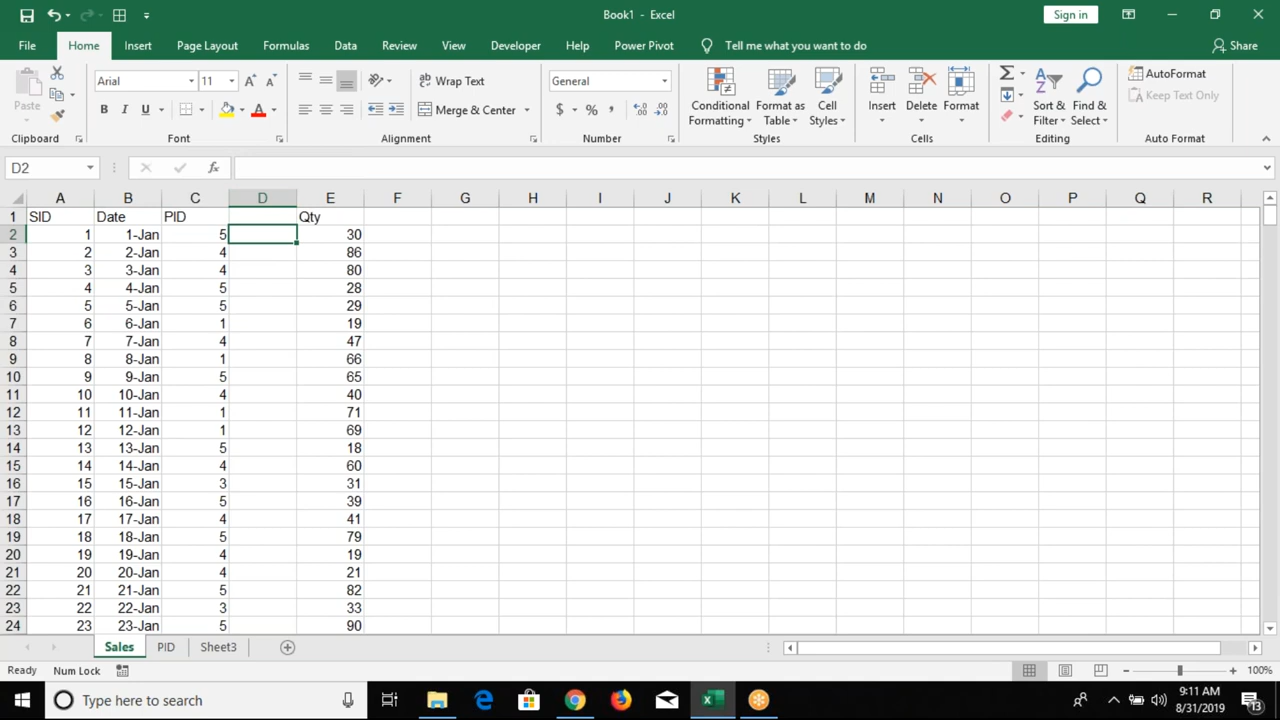 Book1 - Excel
Sign in
File Home Insert Page Layout Formulas Data Review View Developer Help Power Pivot Tell me what you want to do Share
Paste
Arial 11
B I U A
Wrap Text
Merge & Center
General
$ %
Conditional Formatting
Format as Table
Cell Styles
Insert
Delete
Format
Sort & Filter
Find & Select
AutoFormat
Keep Text Only
Clipboard Font Alignment Number Styles Cells Editing Auto Format
D2 fx
A B C D E F G H I J K L M N O P Q R
1 SID Date PID Qty
2 1 1-Jan 5 30
3 2 2-Jan 4 86
4 3 3-Jan 4 80
5 4 4-Jan 5 28
6 5 5-Jan 5 29
7 6 6-Jan 1 19
8 7 7-Jan 4 47
9 8 8-Jan 1 66
10 9 9-Jan 5 65
11 10 10-Jan 4 40
12 11 11-Jan 1 71
13 12 12-Jan 1 69
14 13 13-Jan 5 18
15 14 14-Jan 4 60
16 15 15-Jan 3 31
17 16 16-Jan 5 39
18 17 17-Jan 4 41
19 18 18-Jan 5 79
20 19 19-Jan 4 19
21 20 20-Jan 4 21
22 21 21-Jan 5 82
23 22 22-Jan 3 33
24 23 23-Jan 5 90
Sales PID Sheet3
Ready Num Lock 100%
Type here to search
9:11 AM
8/31/2019
13